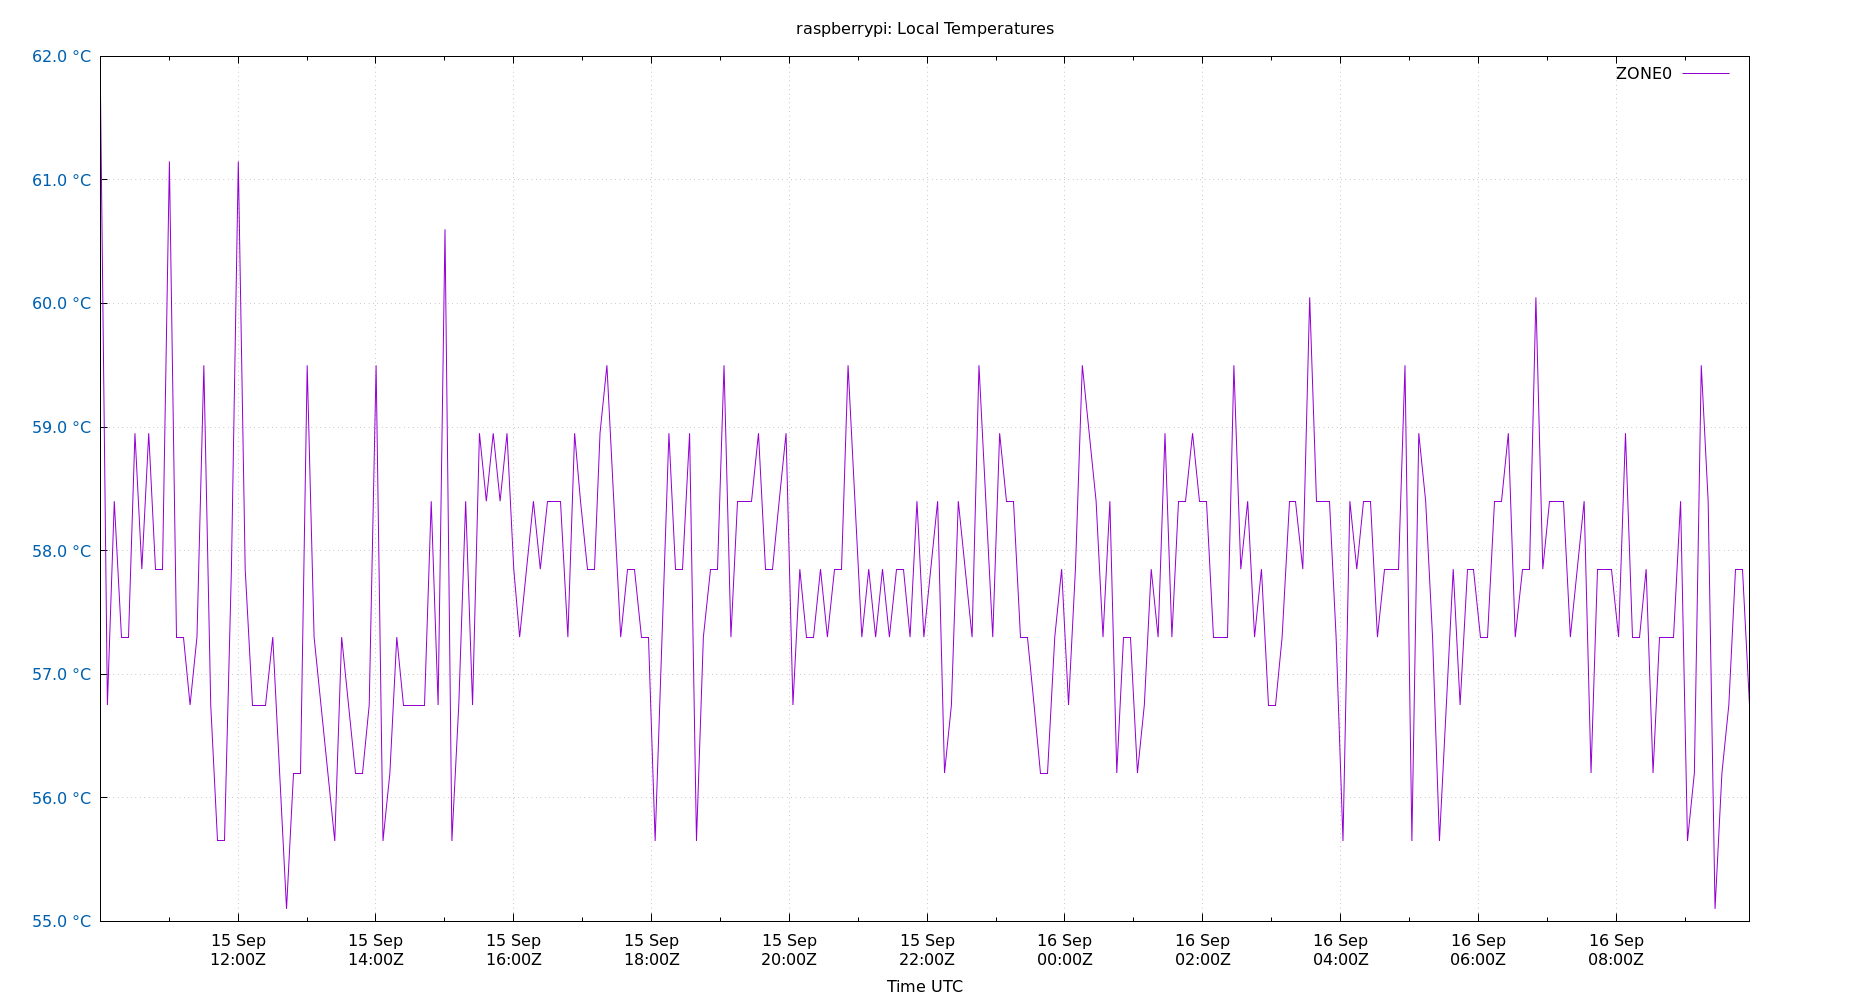 raspberrypi: Local Temperatures
ZONE0
62.0 °C
61.0 °C
60.0 °C
59.0 °C
58.0 °C
57.0 °C
56.0 °C
55.0 °C
15 Sep
12:00Z
15 Sep
14:00Z
15 Sep
16:00Z
15 Sep
18:00Z
15 Sep
20:00Z
15 Sep
22:00Z
16 Sep
00:00Z
16 Sep
02:00Z
16 Sep
04:00Z
16 Sep
06:00Z
16 Sep
08:00Z
Time UTC